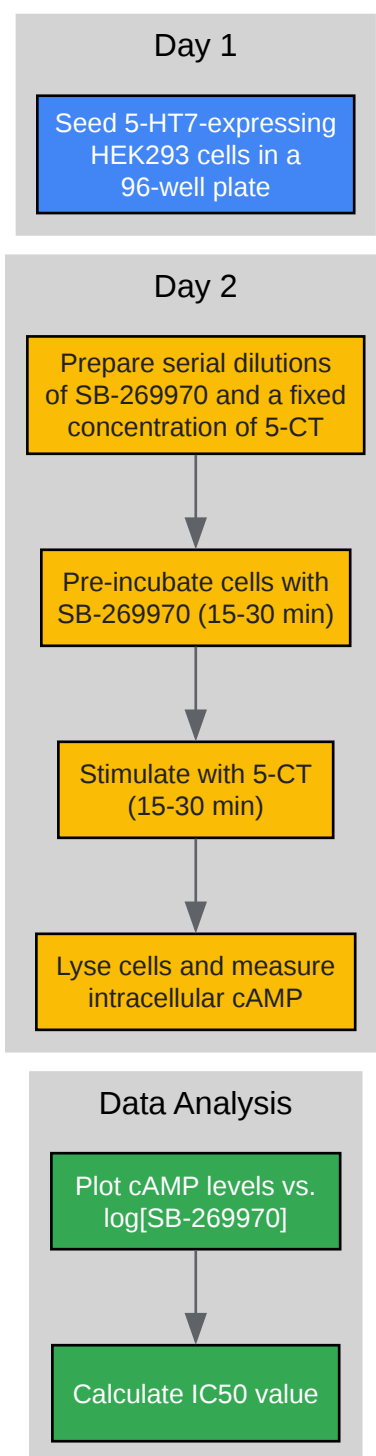 Day 1
Seed 5-HT7-expressing
HEK293 cells in a
96-well plate
Day 2
Prepare serial dilutions
of SB-269970 and a fixed
concentration of 5-CT
Pre-incubate cells with
SB-269970 (15-30 min)
Stimulate with 5-CT
(15-30 min)
Lyse cells and measure
intracellular cAMP
Data Analysis
Plot cAMP levels vs.
log[SB-269970]
Calculate IC50 value